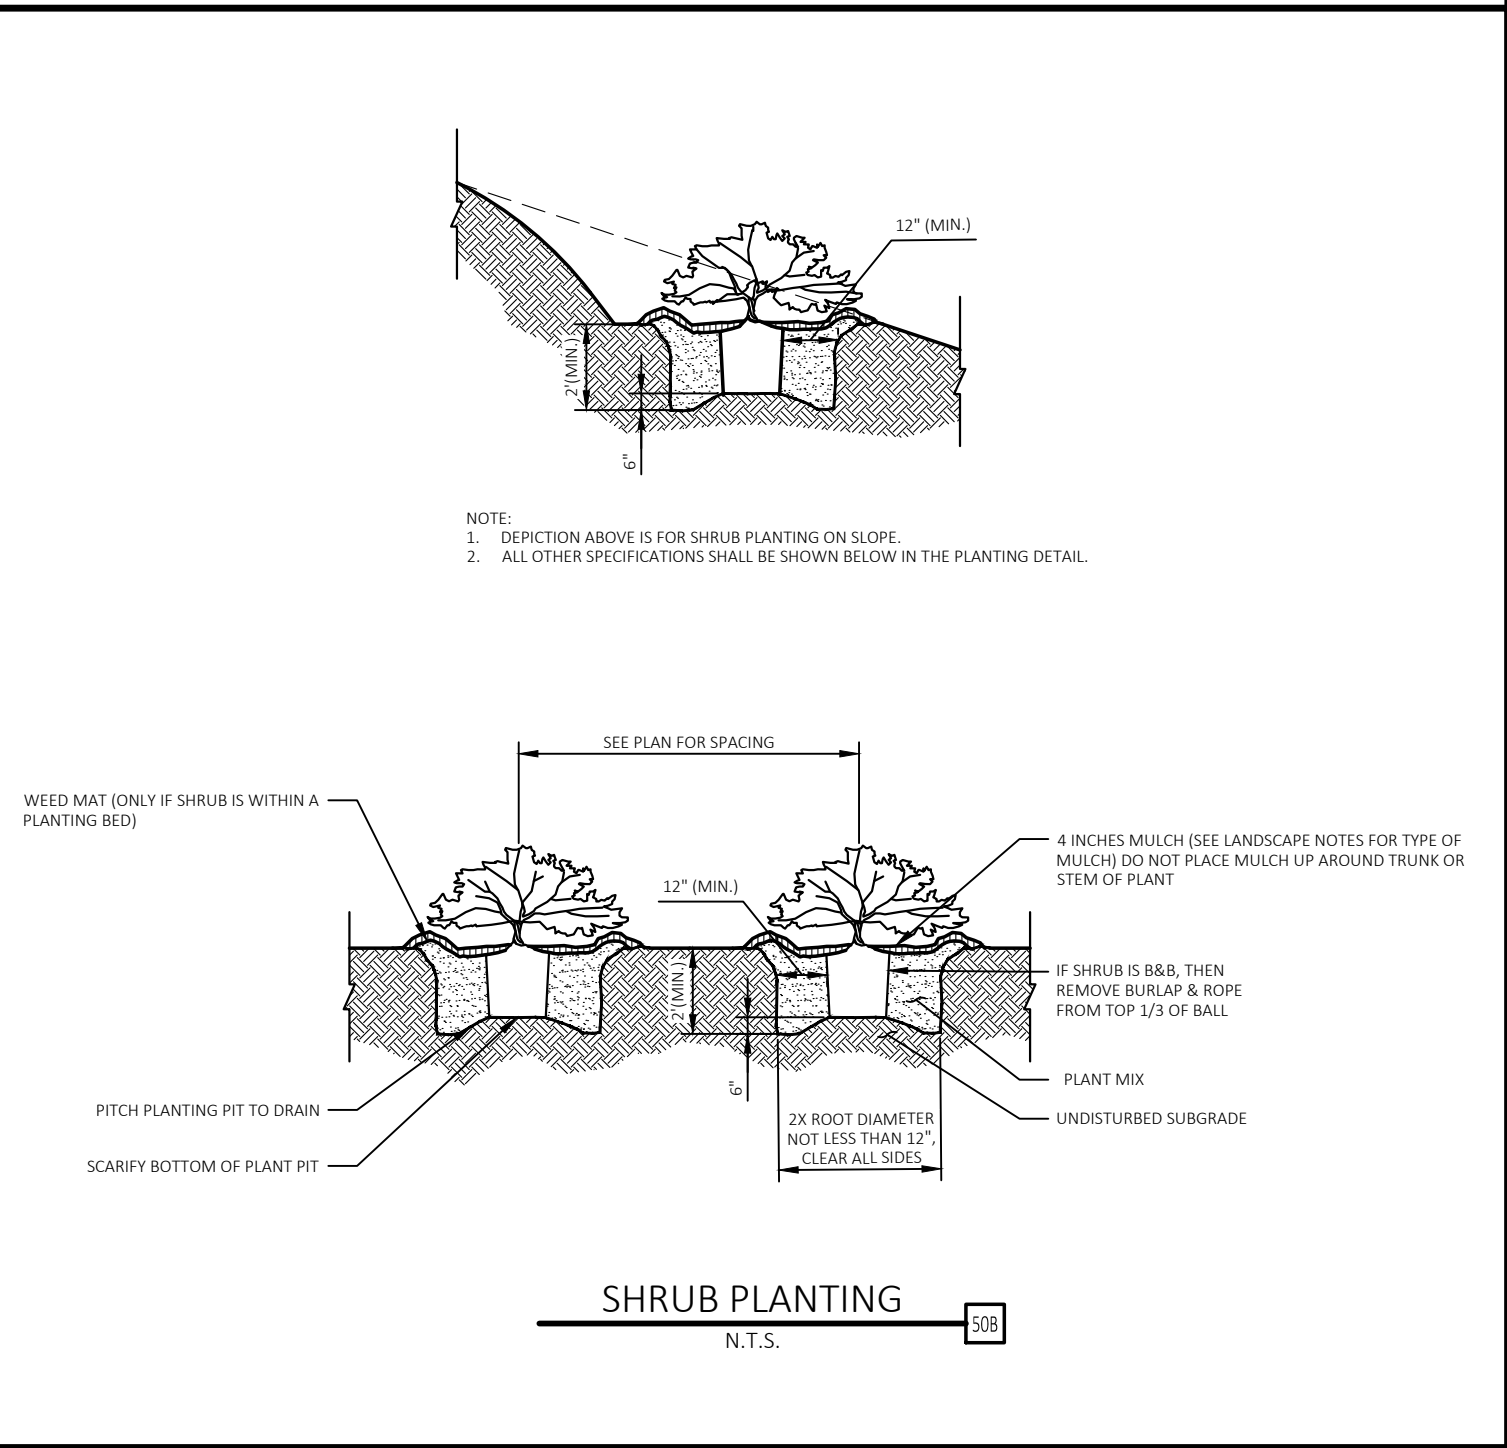 12" (MIN.)
2'(MIN.)
6"
NOTE:
1. DEPICTION ABOVE IS FOR SHRUB PLANTING ON SLOPE.
2. ALL OTHER SPECIFICATIONS SHALL BE SHOWN BELOW IN THE PLANTING DETAIL.
SEE PLAN FOR SPACING
WEED MAT (ONLY IF SHRUB IS WITHIN A
PLANTING BED)
4 INCHES MULCH (SEE LANDSCAPE NOTES FOR TYPE OF
MULCH) DO NOT PLACE MULCH UP AROUND TRUNK OR
STEM OF PLANT
12" (MIN.)
2'(MIN.)
6"
IF SHRUB IS B&B, THEN
REMOVE BURLAP & ROPE
FROM TOP 1/3 OF BALL
PLANT MIX
UNDISTURBED SUBGRADE
PITCH PLANTING PIT TO DRAIN
SCARIFY BOTTOM OF PLANT PIT
2X ROOT DIAMETER
NOT LESS THAN 12",
CLEAR ALL SIDES
SHRUB PLANTING
50B
N.T.S.